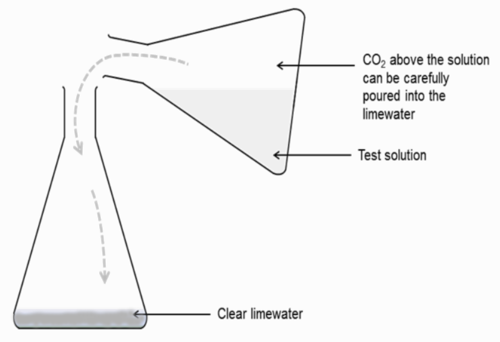 CO₂ above the solution
can be carefully
poured into the
limewater
Test solution
Clear limewater